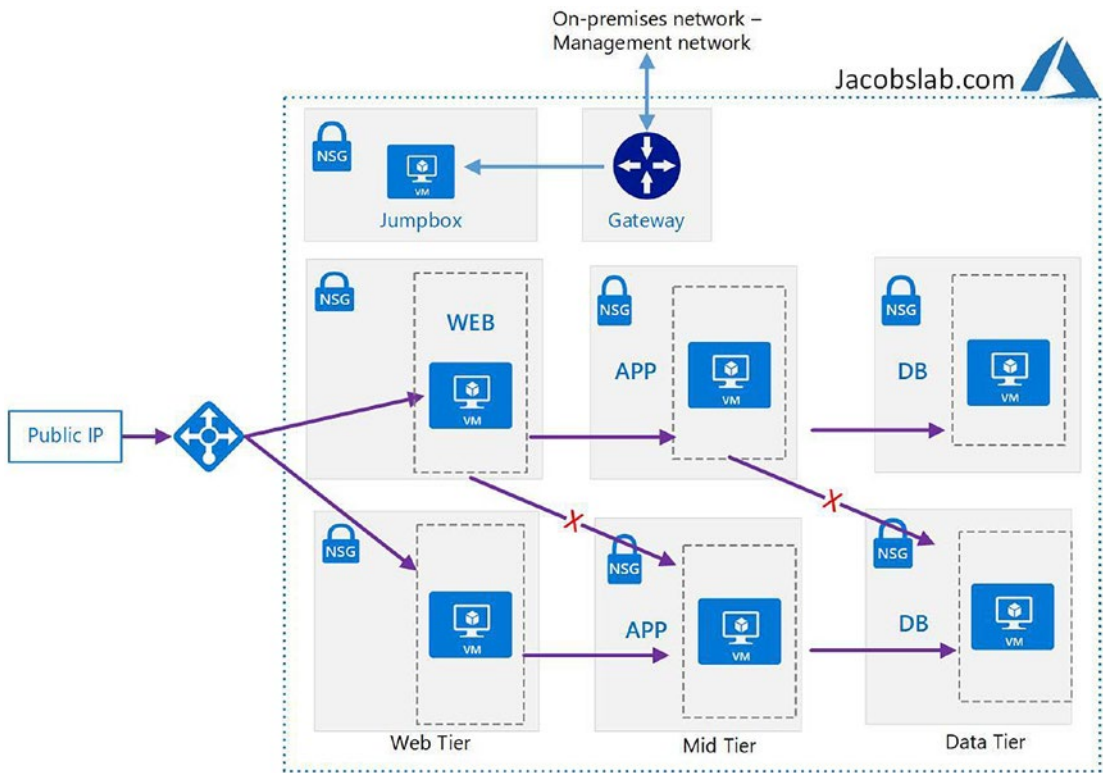 On-premises network –
Management network
Jacobslab.com
NSG
VM
Jumpbox
Gateway
NSG
WEB
VM
NSG
APP
VM
NSG
DB
VM
Public IP
NSG
VM
NSG
APP
VM
NSG
DB
VM
Web Tier
Mid Tier
Data Tier